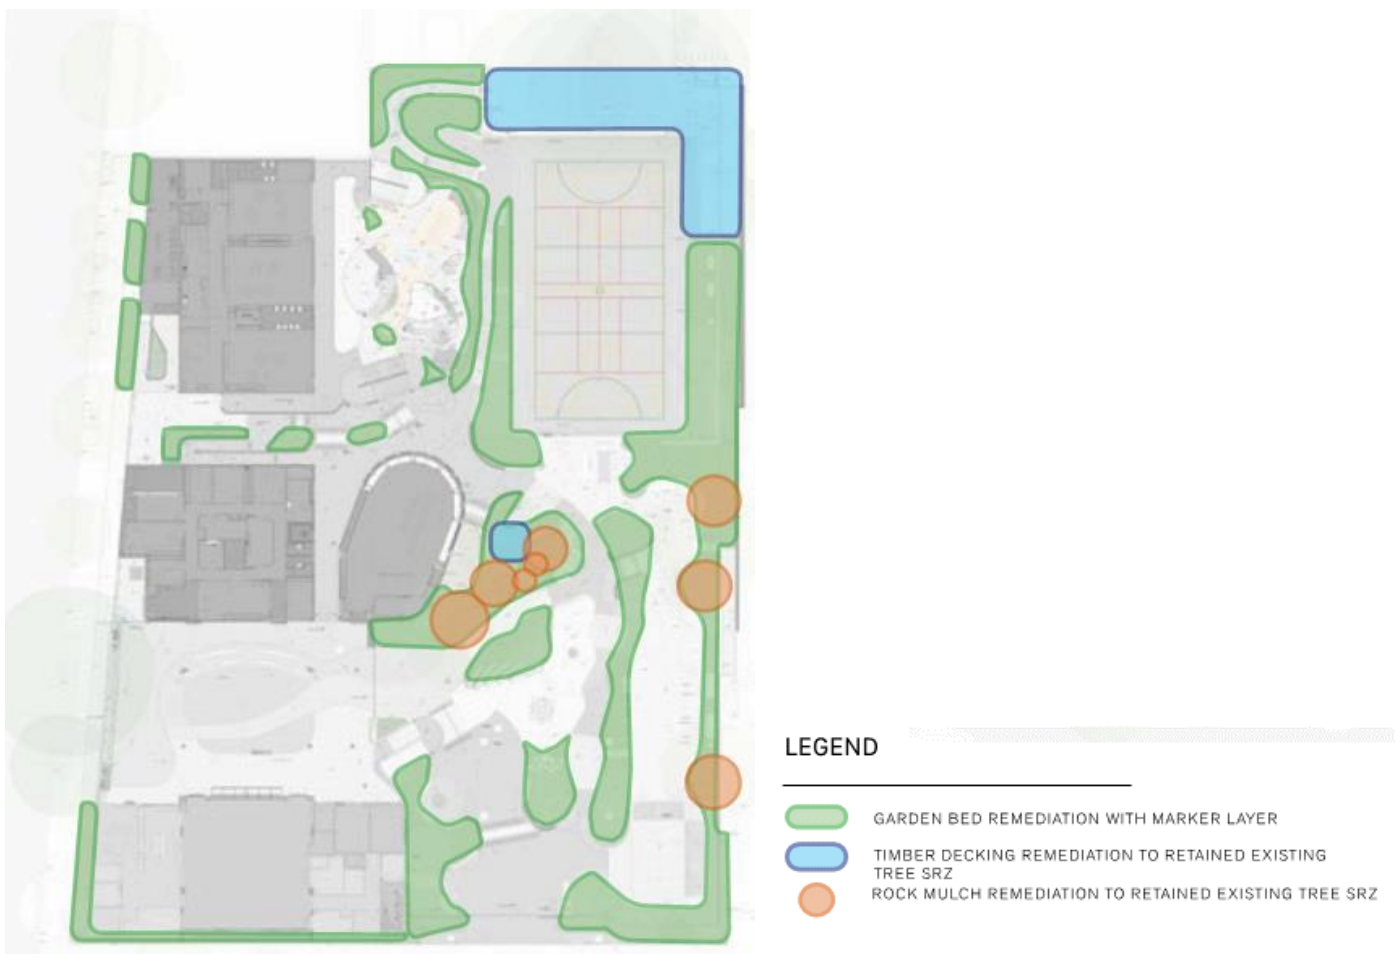 LEGEND
GARDEN BED REMEDIATION WITH MARKER LAYER
TIMBER DECKING REMEDIATION TO RETAINED EXISTING
TREE SRZ
ROCK MULCH REMEDIATION TO RETAINED EXISTING TREE SRZ